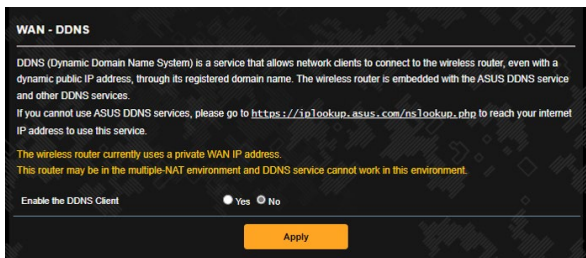 WAN - DDNS
DDNS (Dynamic Domain Name System) is a service that allows network clients to connect to the wireless router, even with a
dynamic public IP address, through its registered domain name. The wireless router is embedded with the ASUS DDNS service
and other DDNS services.
If you cannot use ASUS DDNS services, please go to https://iplookup.asus.com/nslookup.php to reach your internet
IP address to use this service.
The wireless router currently uses a private WAN IP address.
This router may be in the multiple-NAT environment and DDNS service cannot work in this environment.
Enable the DDNS Client Yes No
Apply